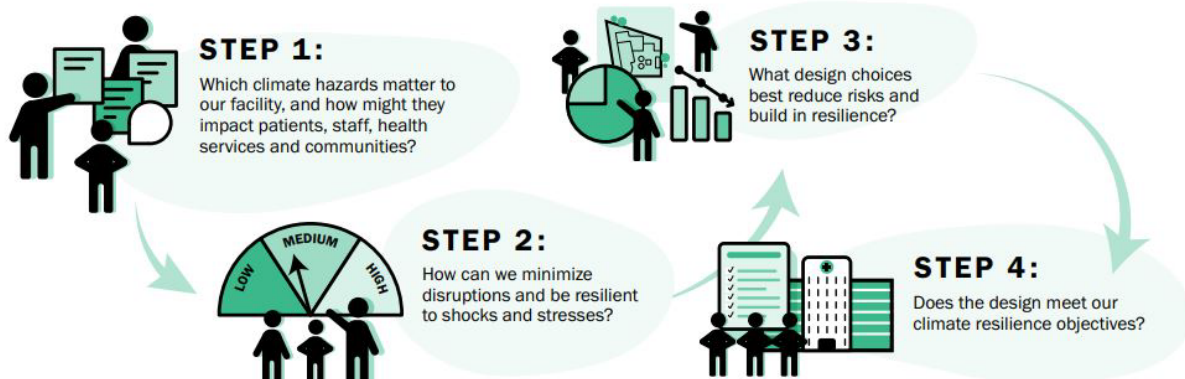 STEP 1:
Which climate hazards matter to
our facility, and how might they
impact patients, staff, health
services and communities?
LOW
MEDIUM
HIGH
STEP 2:
How can we minimize
disruptions and be resilient
to shocks and stresses?
STEP 3:
What design choices
best reduce risks and
build in resilience?
STEP 4:
Does the design meet our
climate resilience objectives?